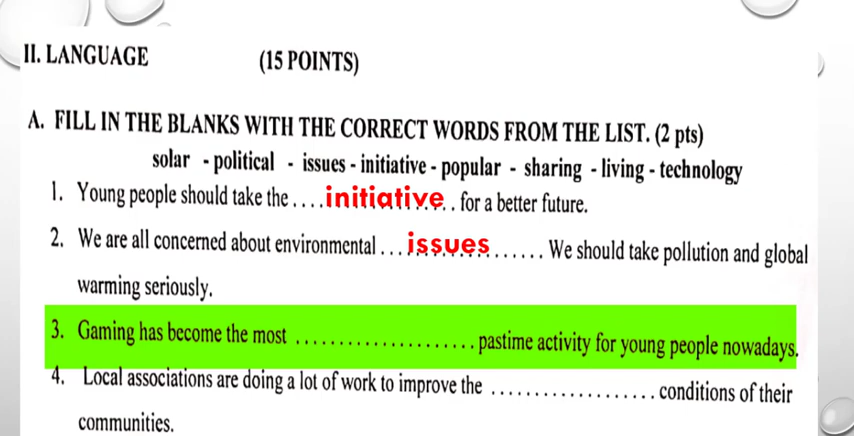 II. LANGUAGE (15 POINTS)
A. FILL IN THE BLANKS WITH THE CORRECT WORDS FROM THE LIST. (2 pts)
solar - political - issues - initiative - popular - sharing - living - technology
1. Young people should take the . . . . initiative . . for a better future.
2. We are all concerned about environmental . . . issues . . . . . . We should take pollution and global
warming seriously.
3. Gaming has become the most . . . . . . . . . . . . . . . . . . . . . . pastime activity for young people nowadays.
4. Local associations are doing a lot of work to improve the . . . . . . . . . . . . . . . . . . . . conditions of their
communities.